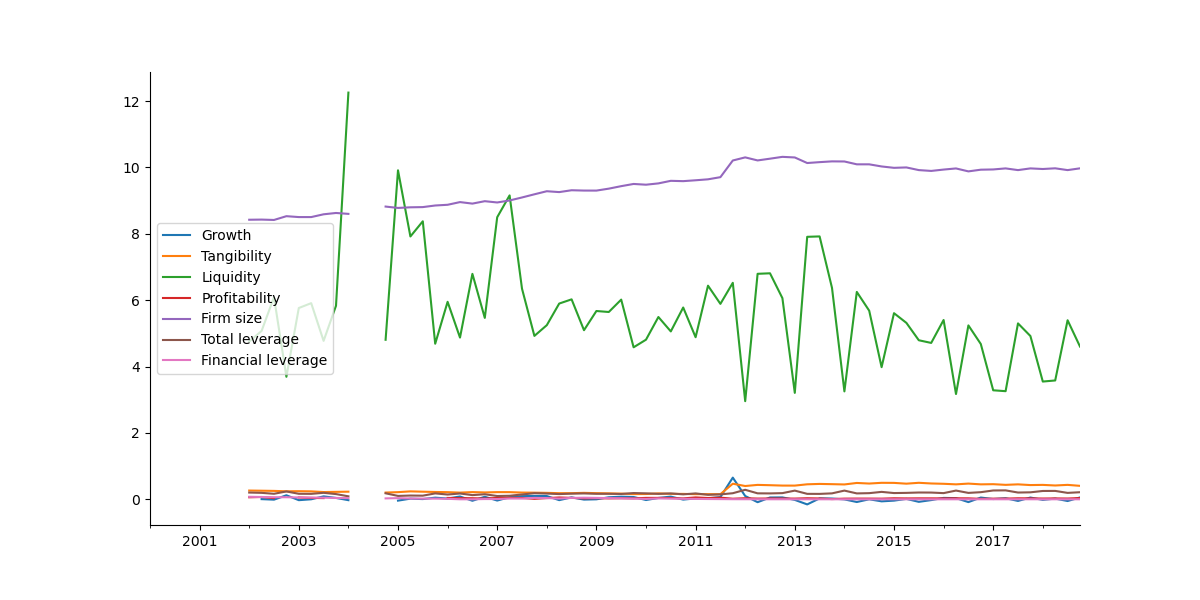 12
10
8
6
4
2
0
Growth
Tangibility
Liquidity
Profitability
Firm size
Total leverage
Financial leverage
2001 2003 2005 2007 2009 2011 2013 2015 2017